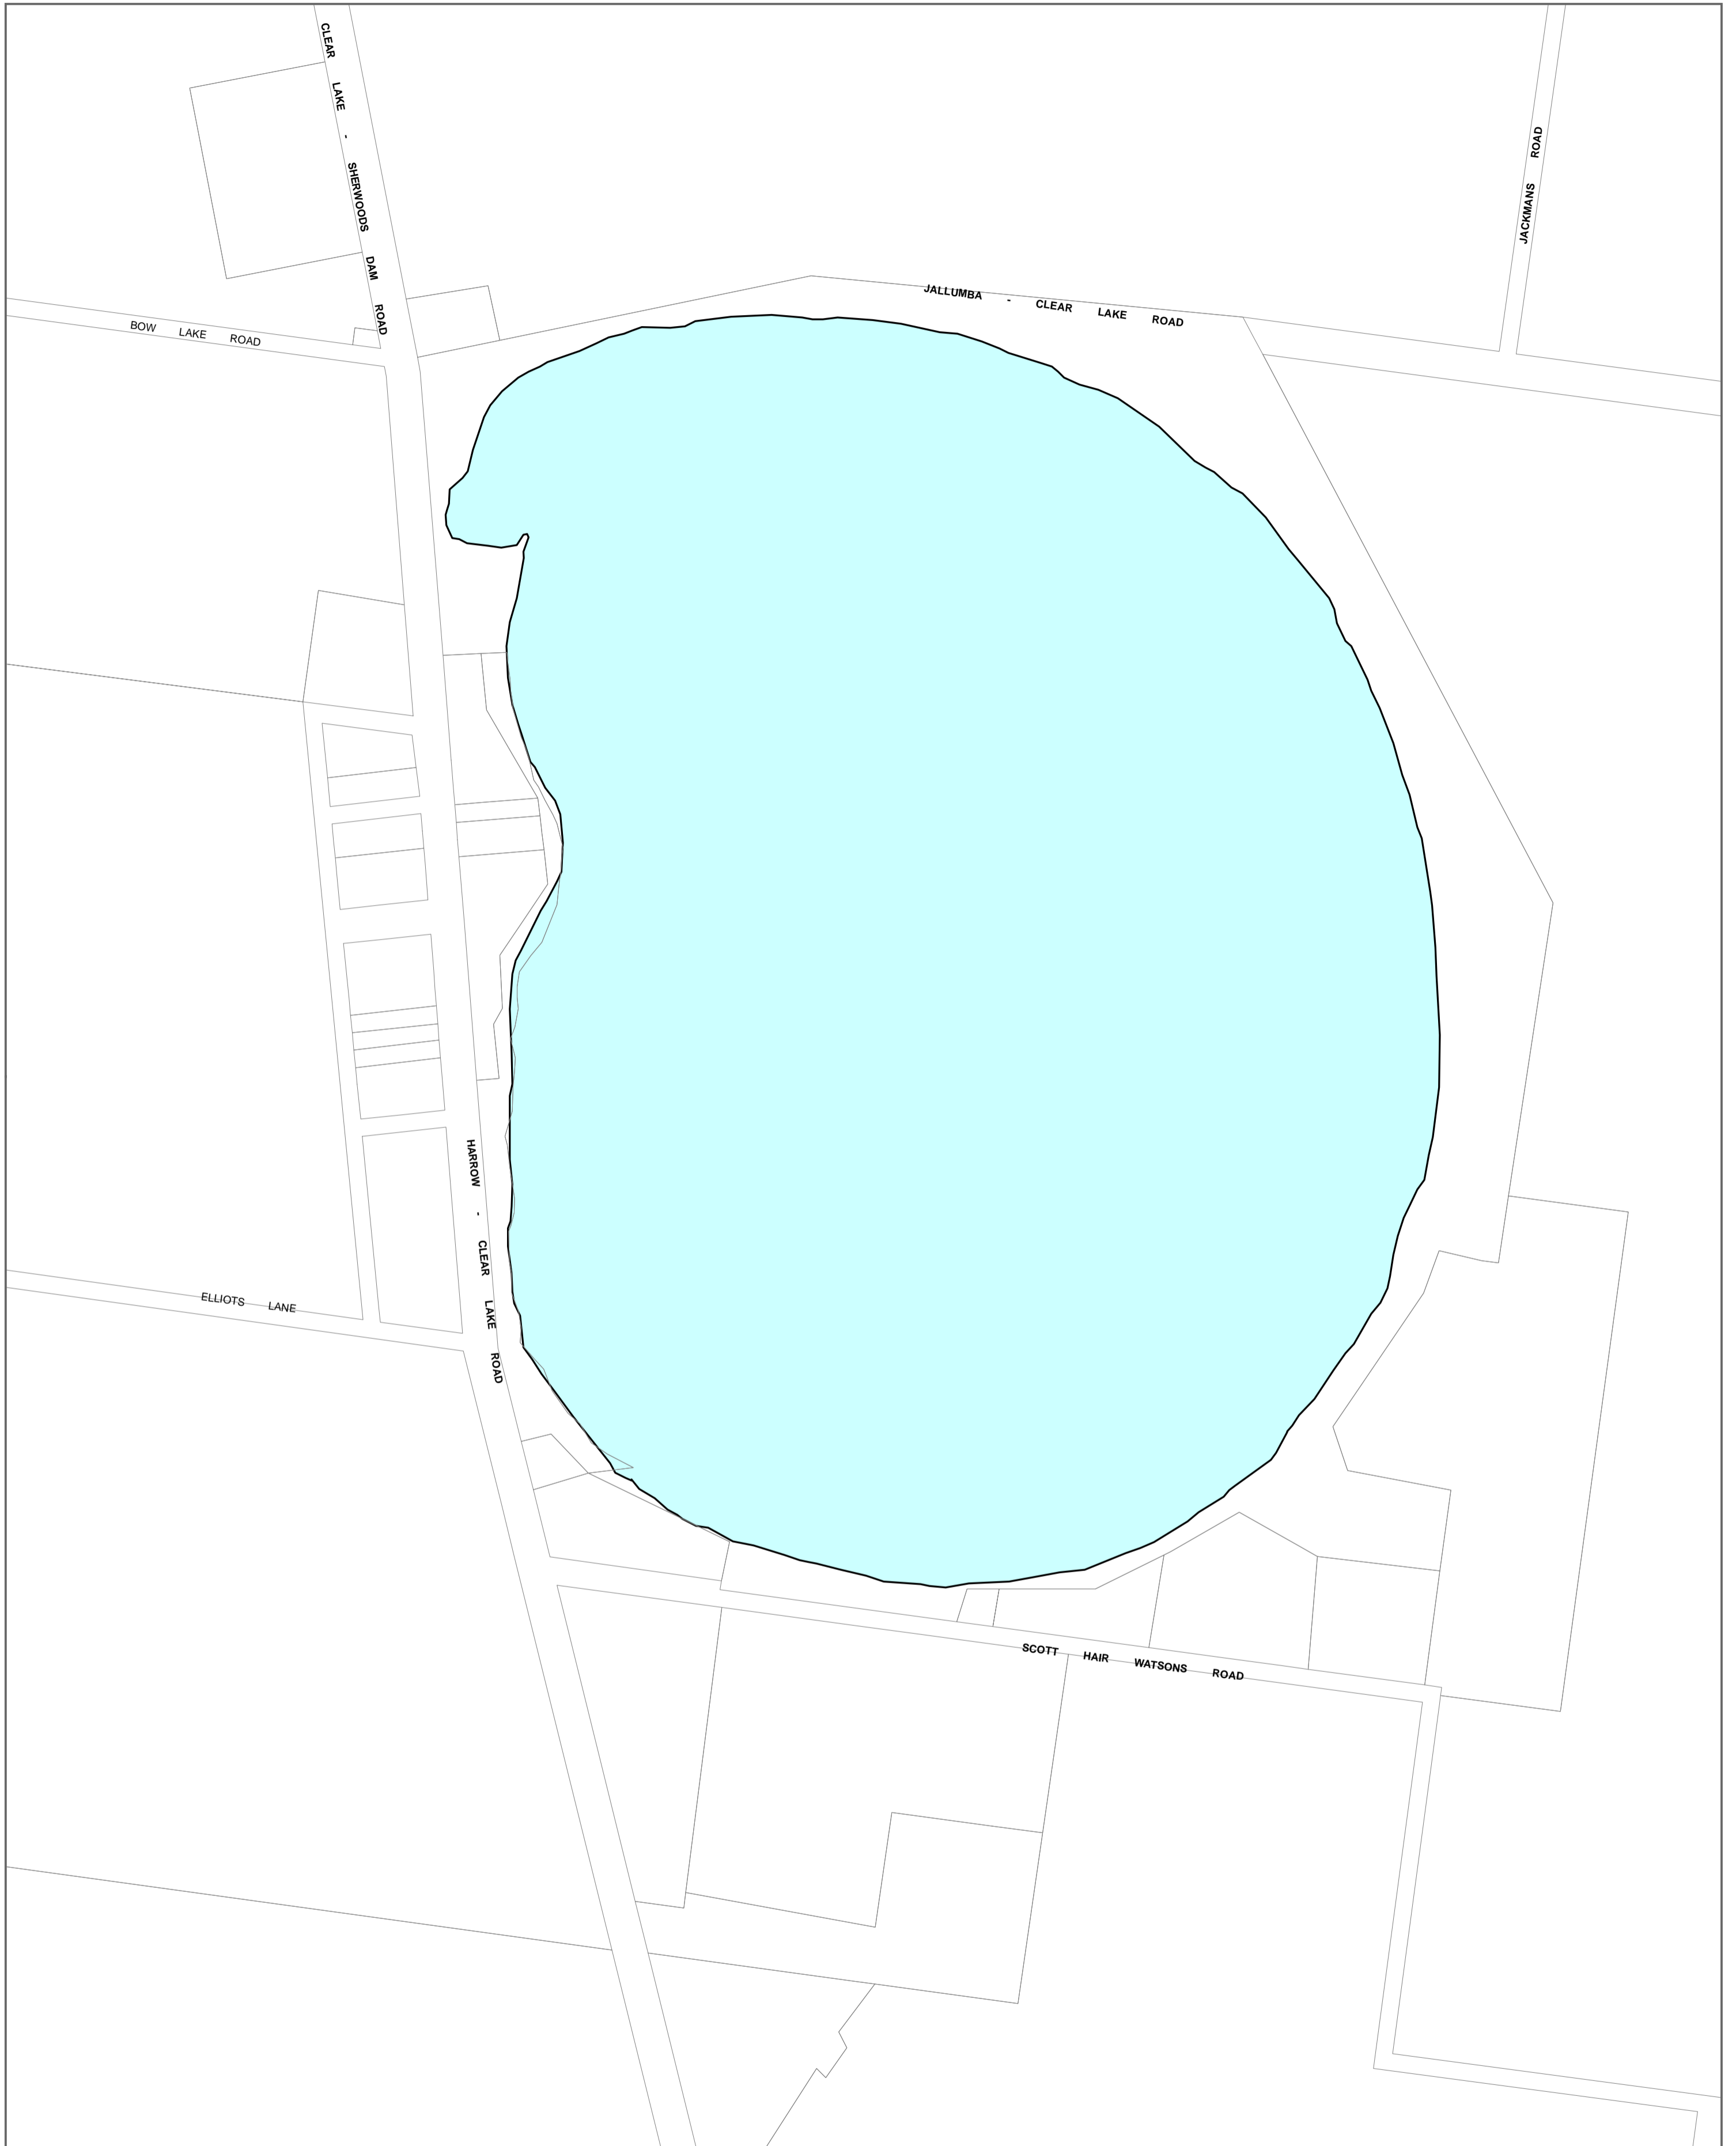 CLEAR LAKE - SHERWOODS DAM ROAD
JACKMANS ROAD
JALLUMBA - CLEAR LAKE ROAD
BOW LAKE ROAD
HARROW - CLEAR LAKE ROAD
ELLIOTS LANE
SCOTT HAIR WATSONS ROAD